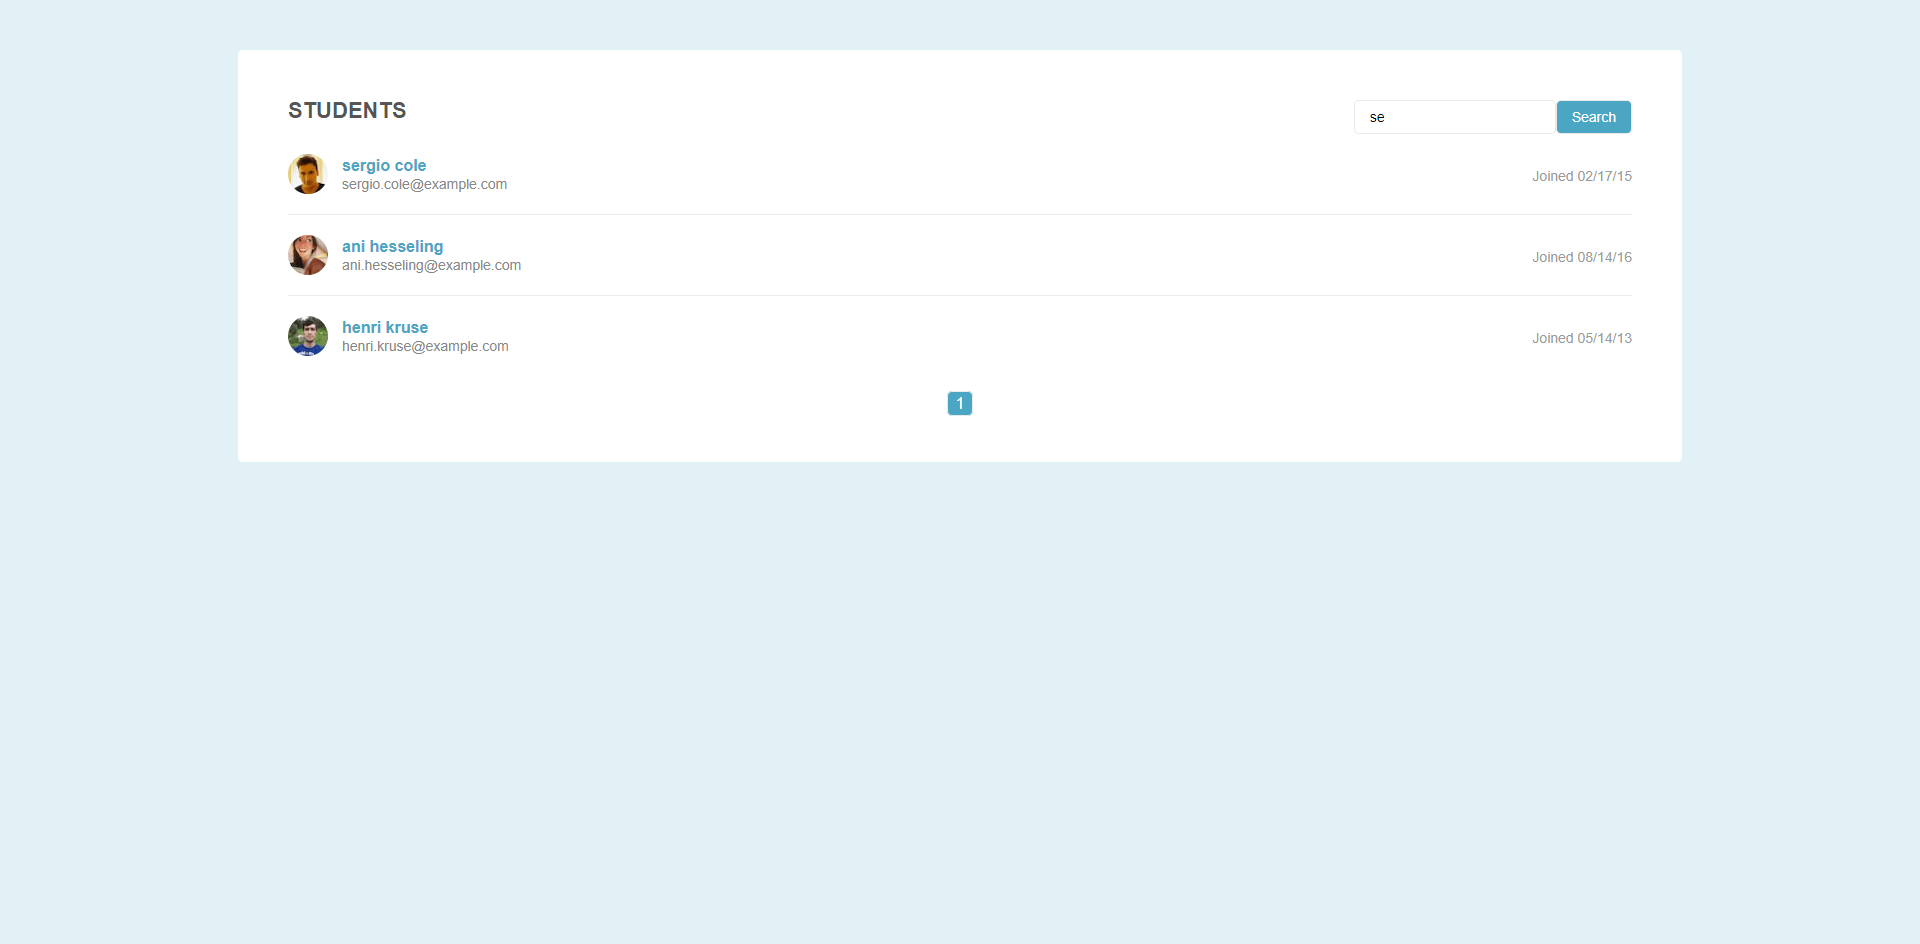 STUDENTS
se
Search
sergio cole
sergio.cole@example.com
Joined 02/17/15
ani hesseling
ani.hesseling@example.com
Joined 08/14/16
henri kruse
henri.kruse@example.com
Joined 05/14/13
1